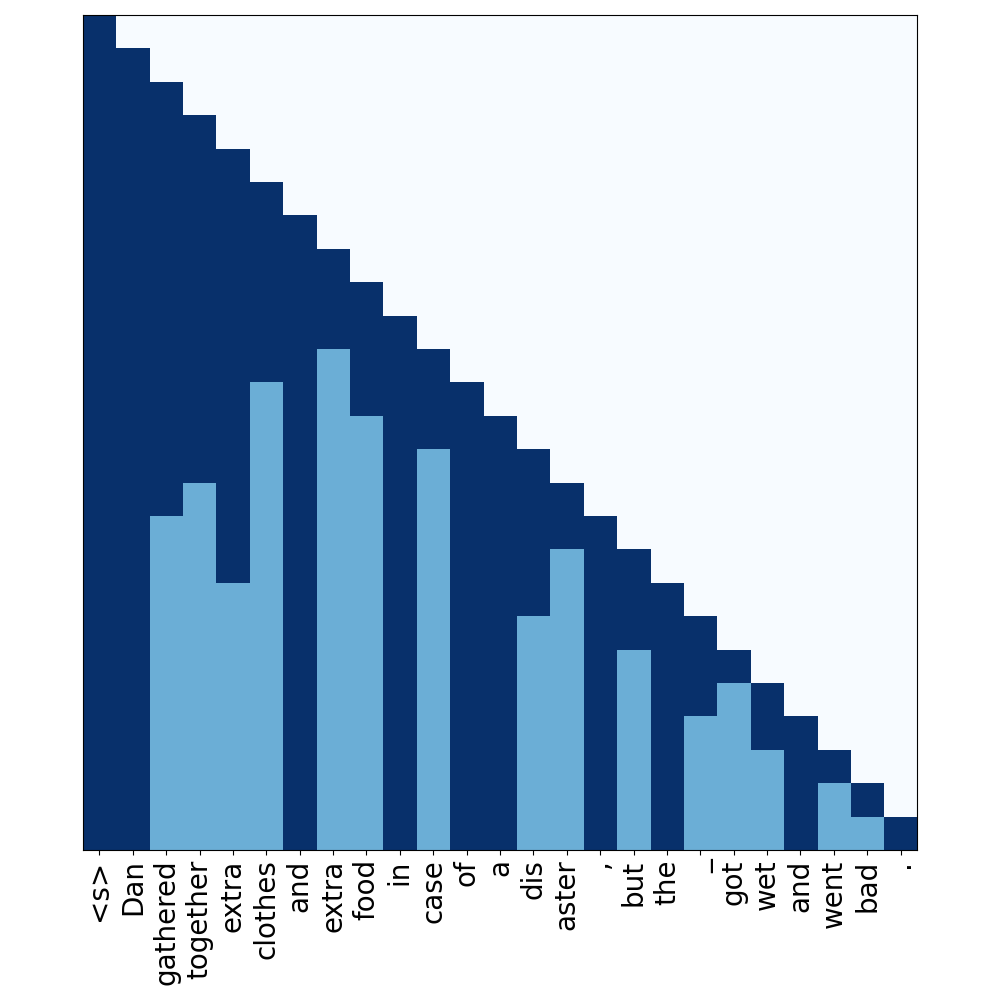 <s> Dan gathered together extra clothes and extra food in case of a dis aster , but the _ got wet and went bad .